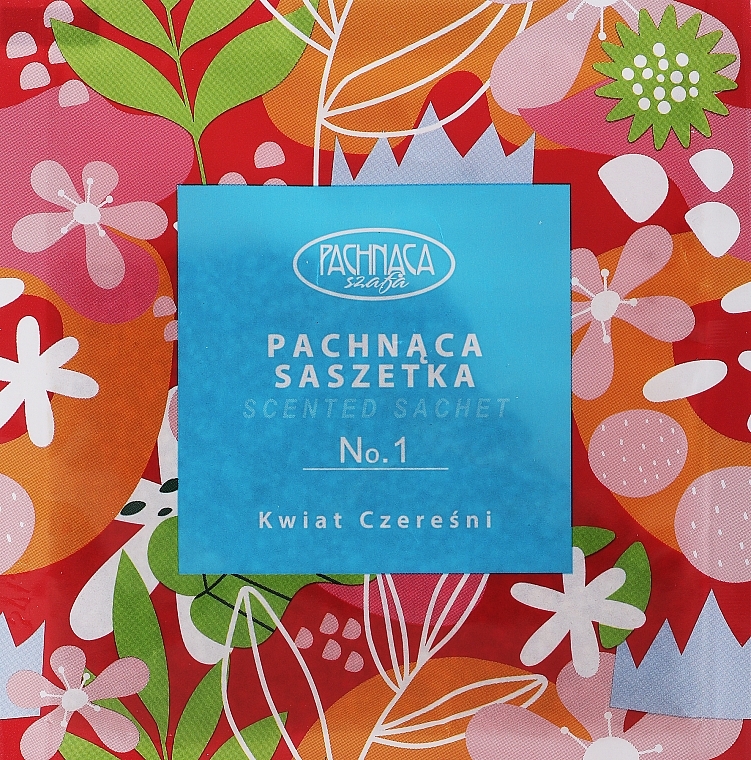 PACHNĄCA
szafa
PACHNĄCA
SASZETKA
SCENTED SACHET
No.1
Kwiat Czereśni